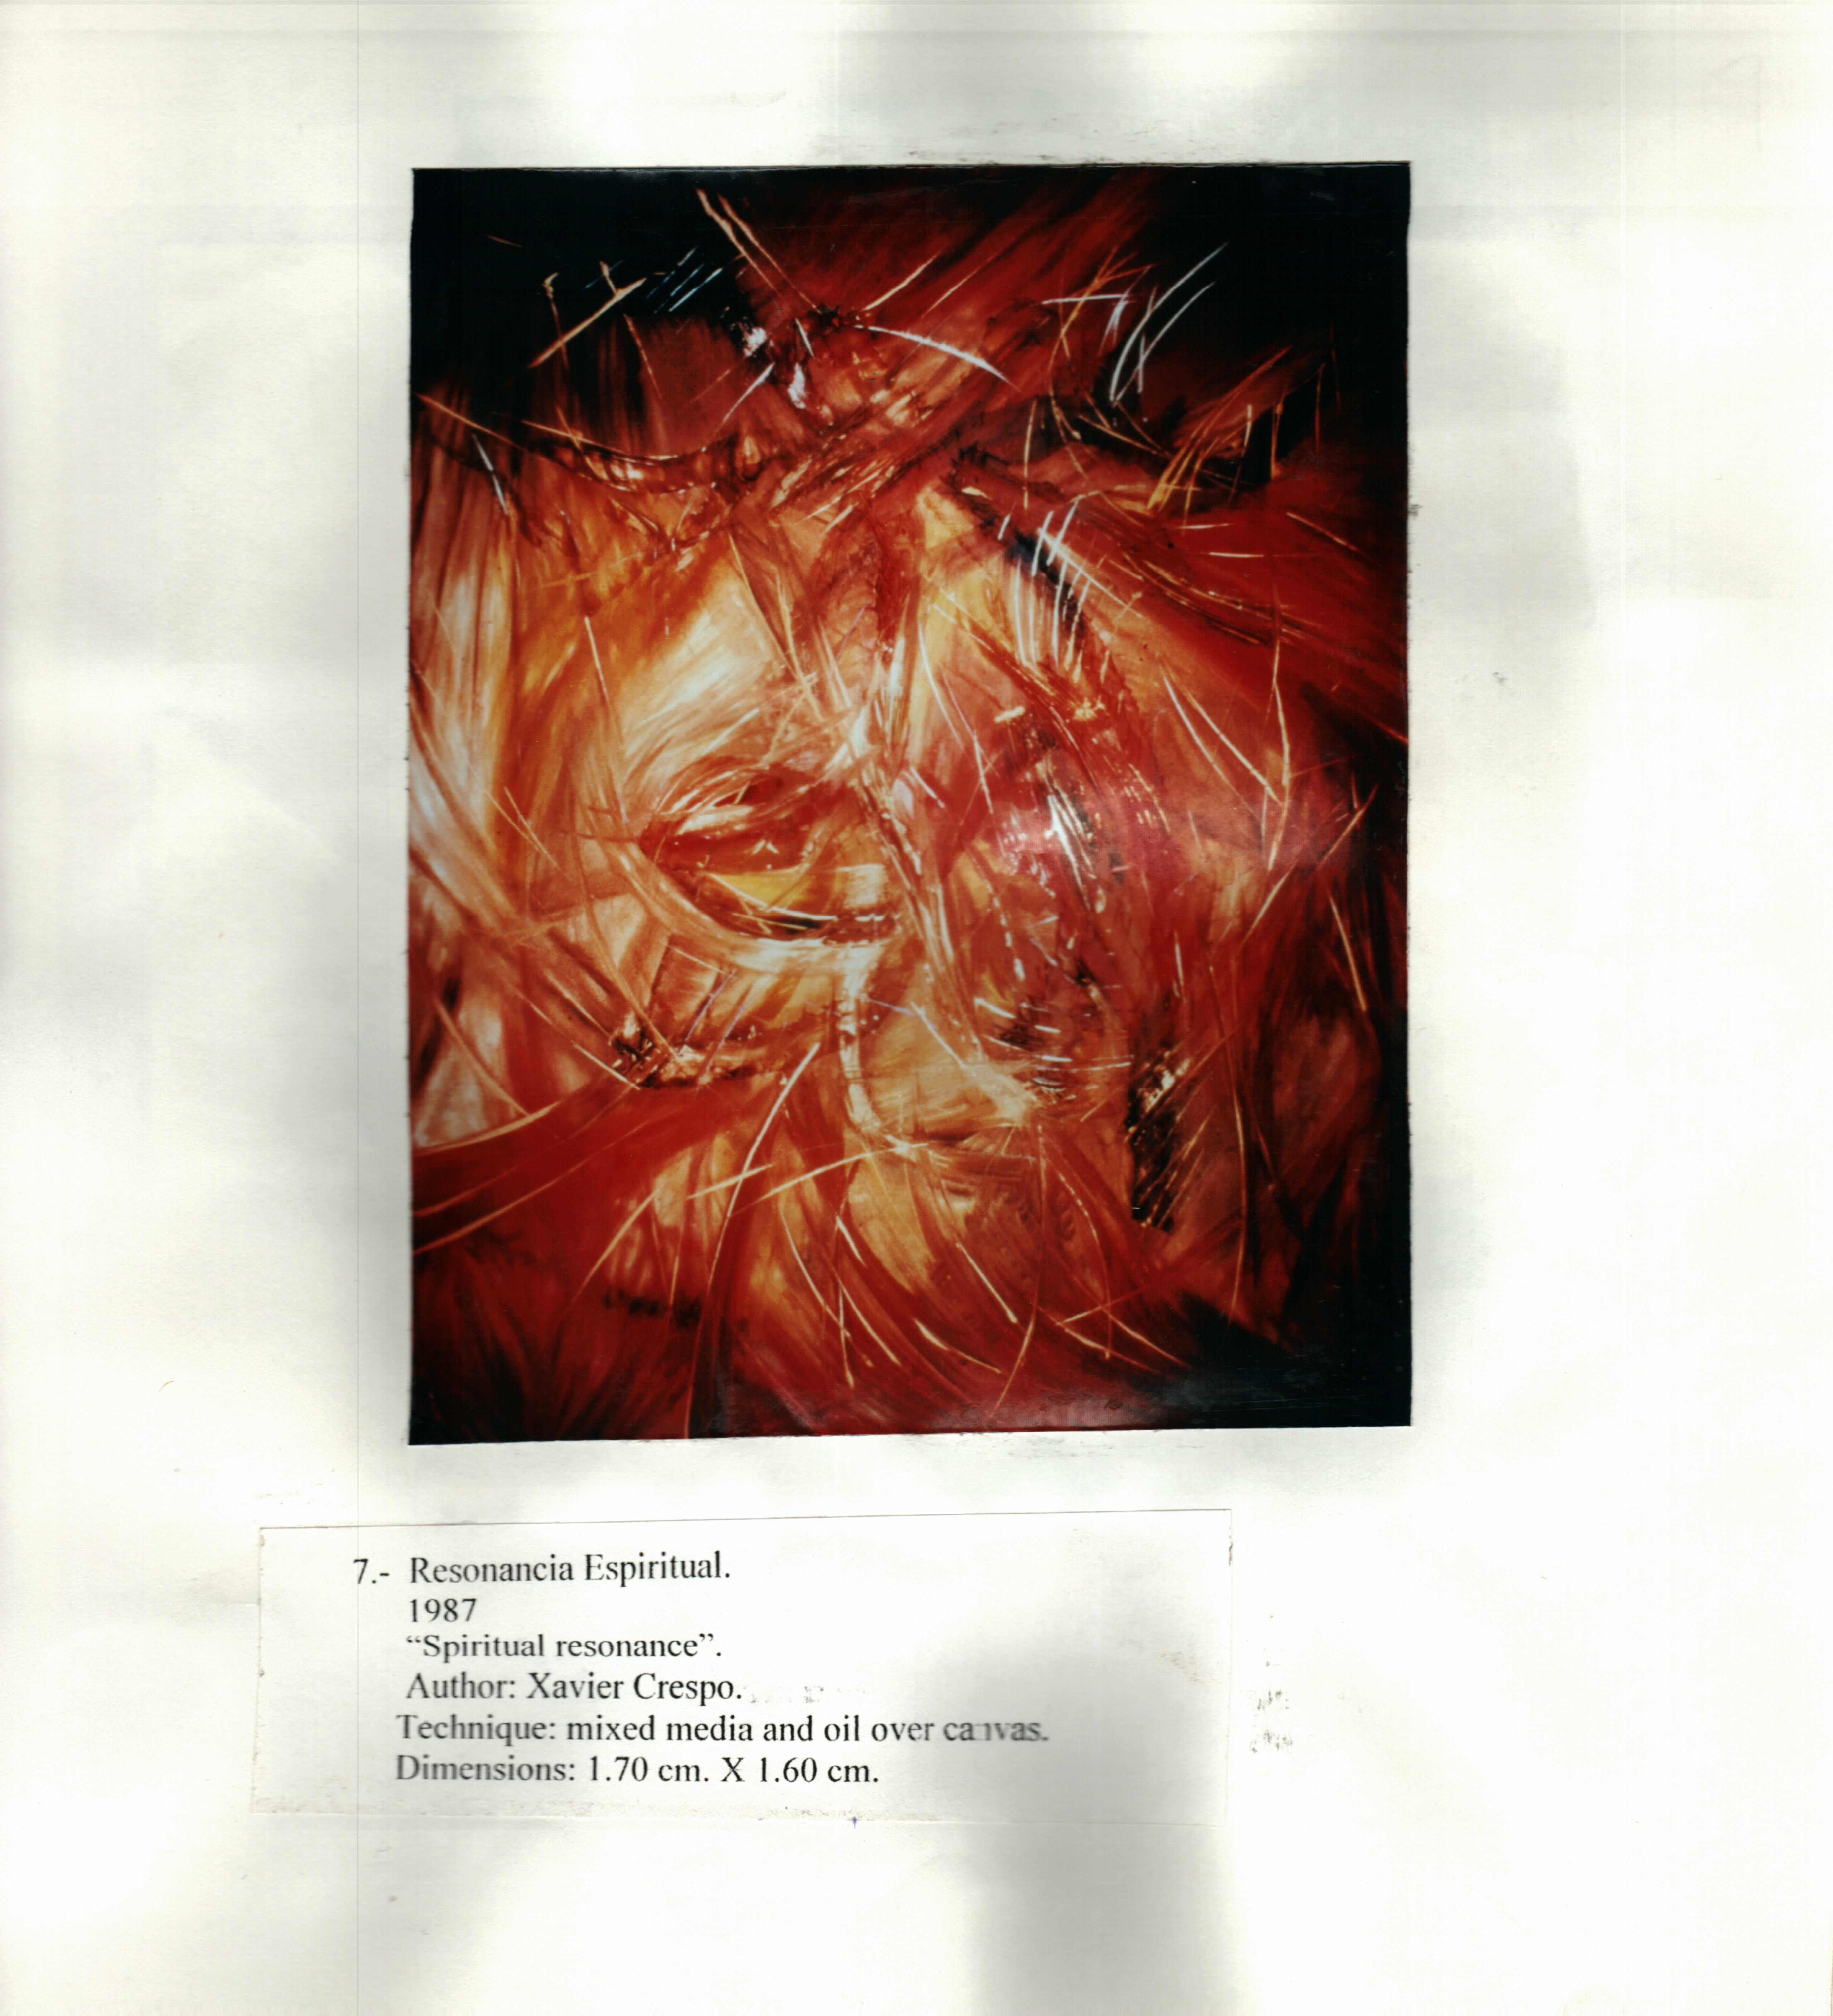 7.- Resonancia Espiritual.
1987
“Spiritual resonance”.
Author: Xavier Crespo.
Technique: mixed media and oil over canvas.
Dimensions: 1.70 cm. X 1.60 cm.